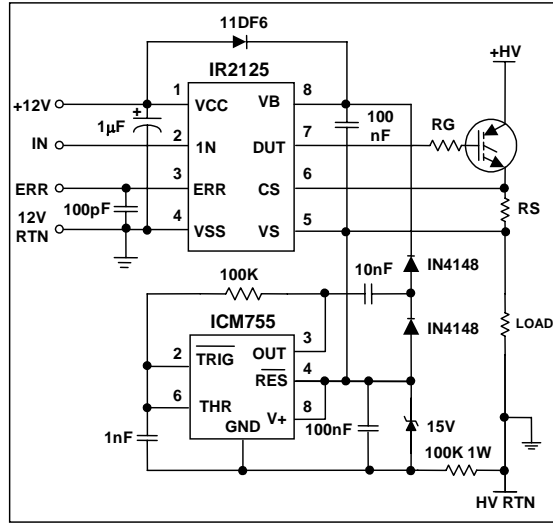 11DF6
IR2125
+HV
+12V
1
VCC
VB
8
1µF
+
100
nF
RG
IN
2
1N
DUT
7
ERR
3
ERR
CS
6
100pF
RS
12V
RTN
4
VSS
VS
5
100K
10nF
IN4148
ICM755
IN4148
LOAD
2
TRIG
OUT
3
RES
4
6
THR
V+
8
GND
1nF
100nF
15V
100K 1W
HV RTN